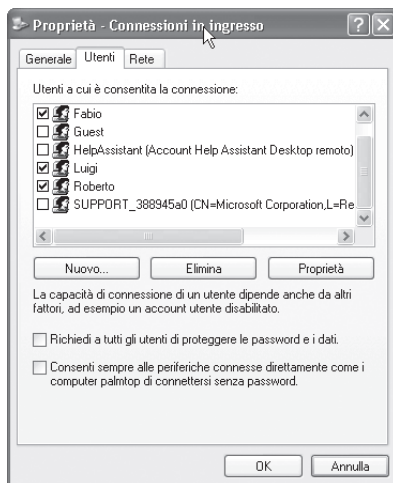 Proprietà - Connessioni in ingresso
Generale Utenti Rete
Utenti a cui è consentita la connessione:
Fabio
Guest
HelpAssistant (Account Help Assistant Desktop remoto)
Luigi
Roberto
SUPPORT_388945a0 (CN=Microsoft Corporation,L=Re
Nuovo... Elimina Proprietà
La capacità di connessione di un utente dipende anche da altri
fattori, ad esempio un account utente disabilitato.
Richiedi a tutti gli utenti di proteggere le password e i dati.
Consenti sempre alle periferiche connesse direttamente come i
computer palmtop di connettersi senza password.
OK Annulla